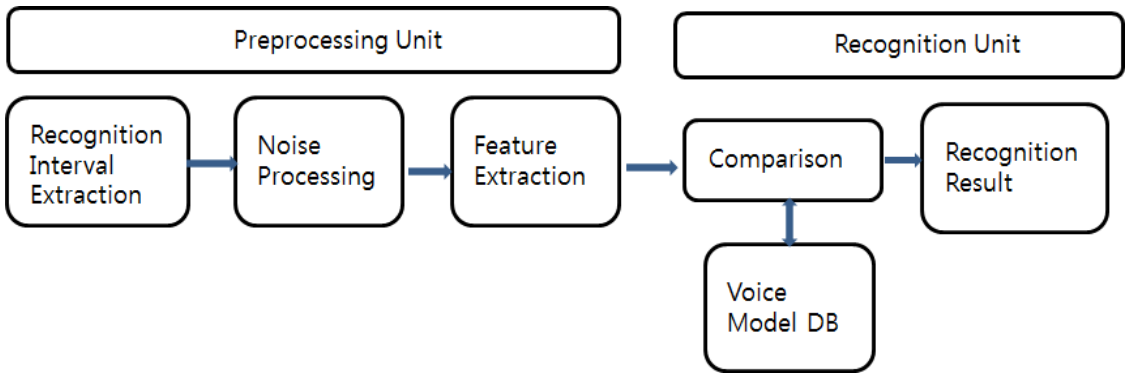 Preprocessing Unit
Recognition Unit
Recognition
Interval
Extraction
Noise
Processing
Feature
Extraction
Comparison
Recognition
Result
Voice
Model DB